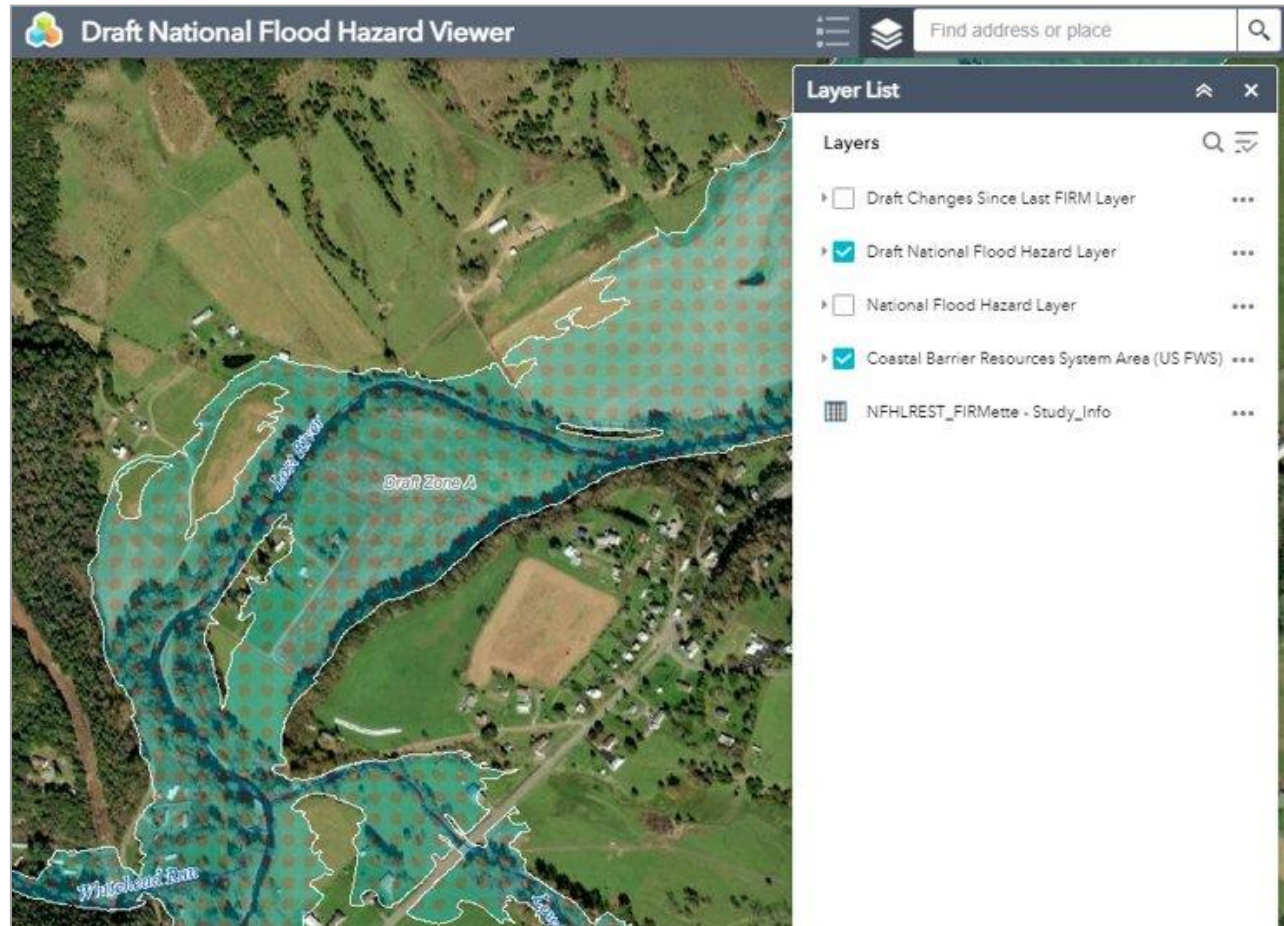 Draft National Flood Hazard Viewer
Find address or place
Layer List
Layers
Draft Changes Since Last FIRM Layer
Draft National Flood Hazard Layer
National Flood Hazard Layer
Coastal Barrier Resources System Area (US FWS)
NFHLREST_FIRMette - Study_Info
Lost River
Draft Zone A
Whitehead Run